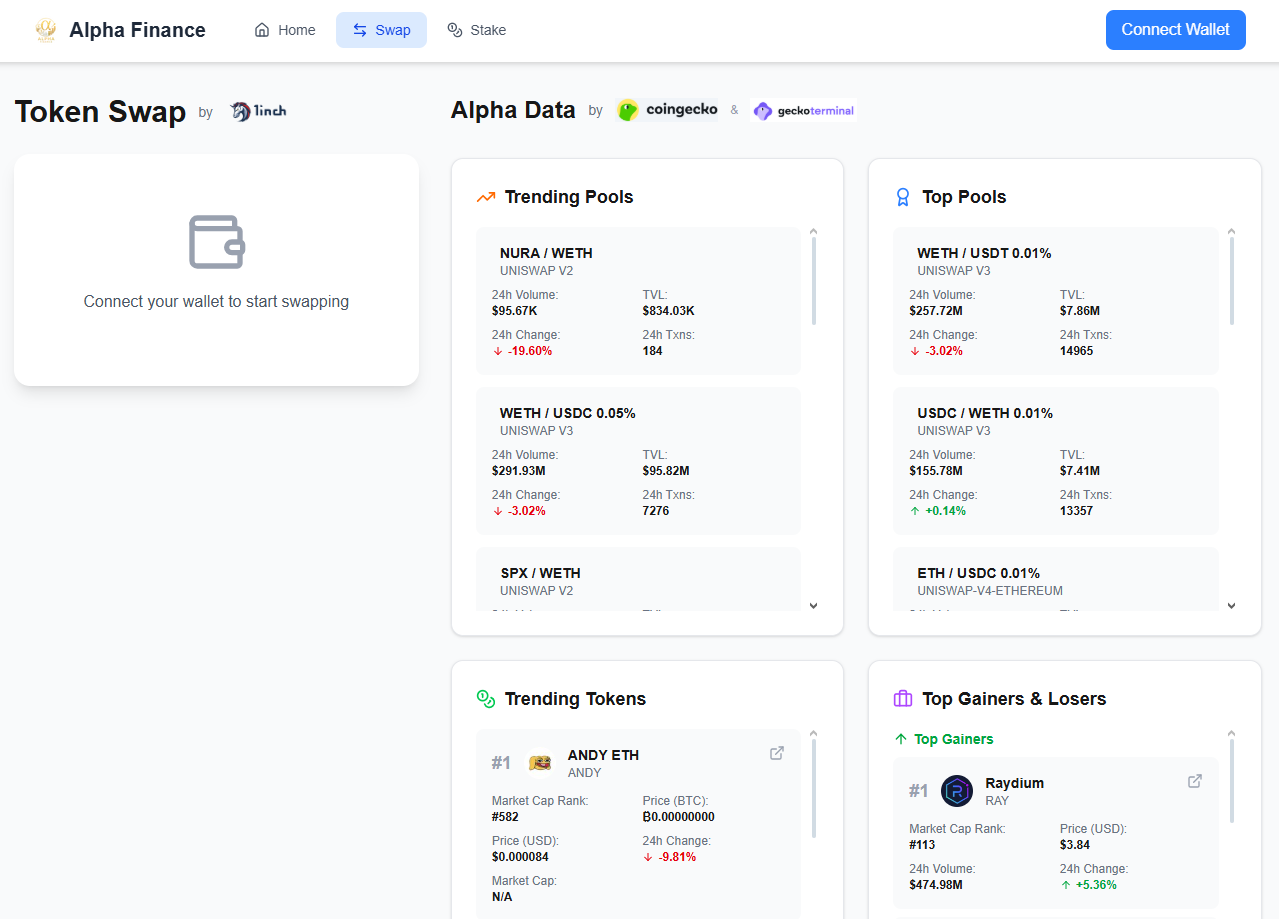 Alpha Finance
Home
Swap
Stake
Connect Wallet
Token Swap by 1inch
Connect your wallet to start swapping
Alpha Data by coingecko & geckoterminal
Trending Pools
NURA / WETH
UNISWAP V2
24h Volume: TVL:
$95.67K $834.03K
24h Change: 24h Txns:
-19.60% 184
WETH / USDC 0.05%
UNISWAP V3
24h Volume: TVL:
$291.93M $95.82M
24h Change: 24h Txns:
-3.02% 7276
SPX / WETH
UNISWAP V2
Top Pools
WETH / USDT 0.01%
UNISWAP V3
24h Volume: TVL:
$257.72M $7.86M
24h Change: 24h Txns:
-3.02% 14965
USDC / WETH 0.01%
UNISWAP V3
24h Volume: TVL:
$155.78M $7.41M
24h Change: 24h Txns:
+0.14% 13357
ETH / USDC 0.01%
UNISWAP-V4-ETHEREUM
Trending Tokens
#1 ANDY ETH
ANDY
Market Cap Rank: Price (BTC):
#582 ₿0.00000000
Price (USD): 24h Change:
$0.000084 -9.81%
Market Cap:
N/A
Top Gainers & Losers
Top Gainers
#1 Raydium
RAY
Market Cap Rank: Price (USD):
#113 $3.84
24h Volume: 24h Change:
$474.98M +5.36%